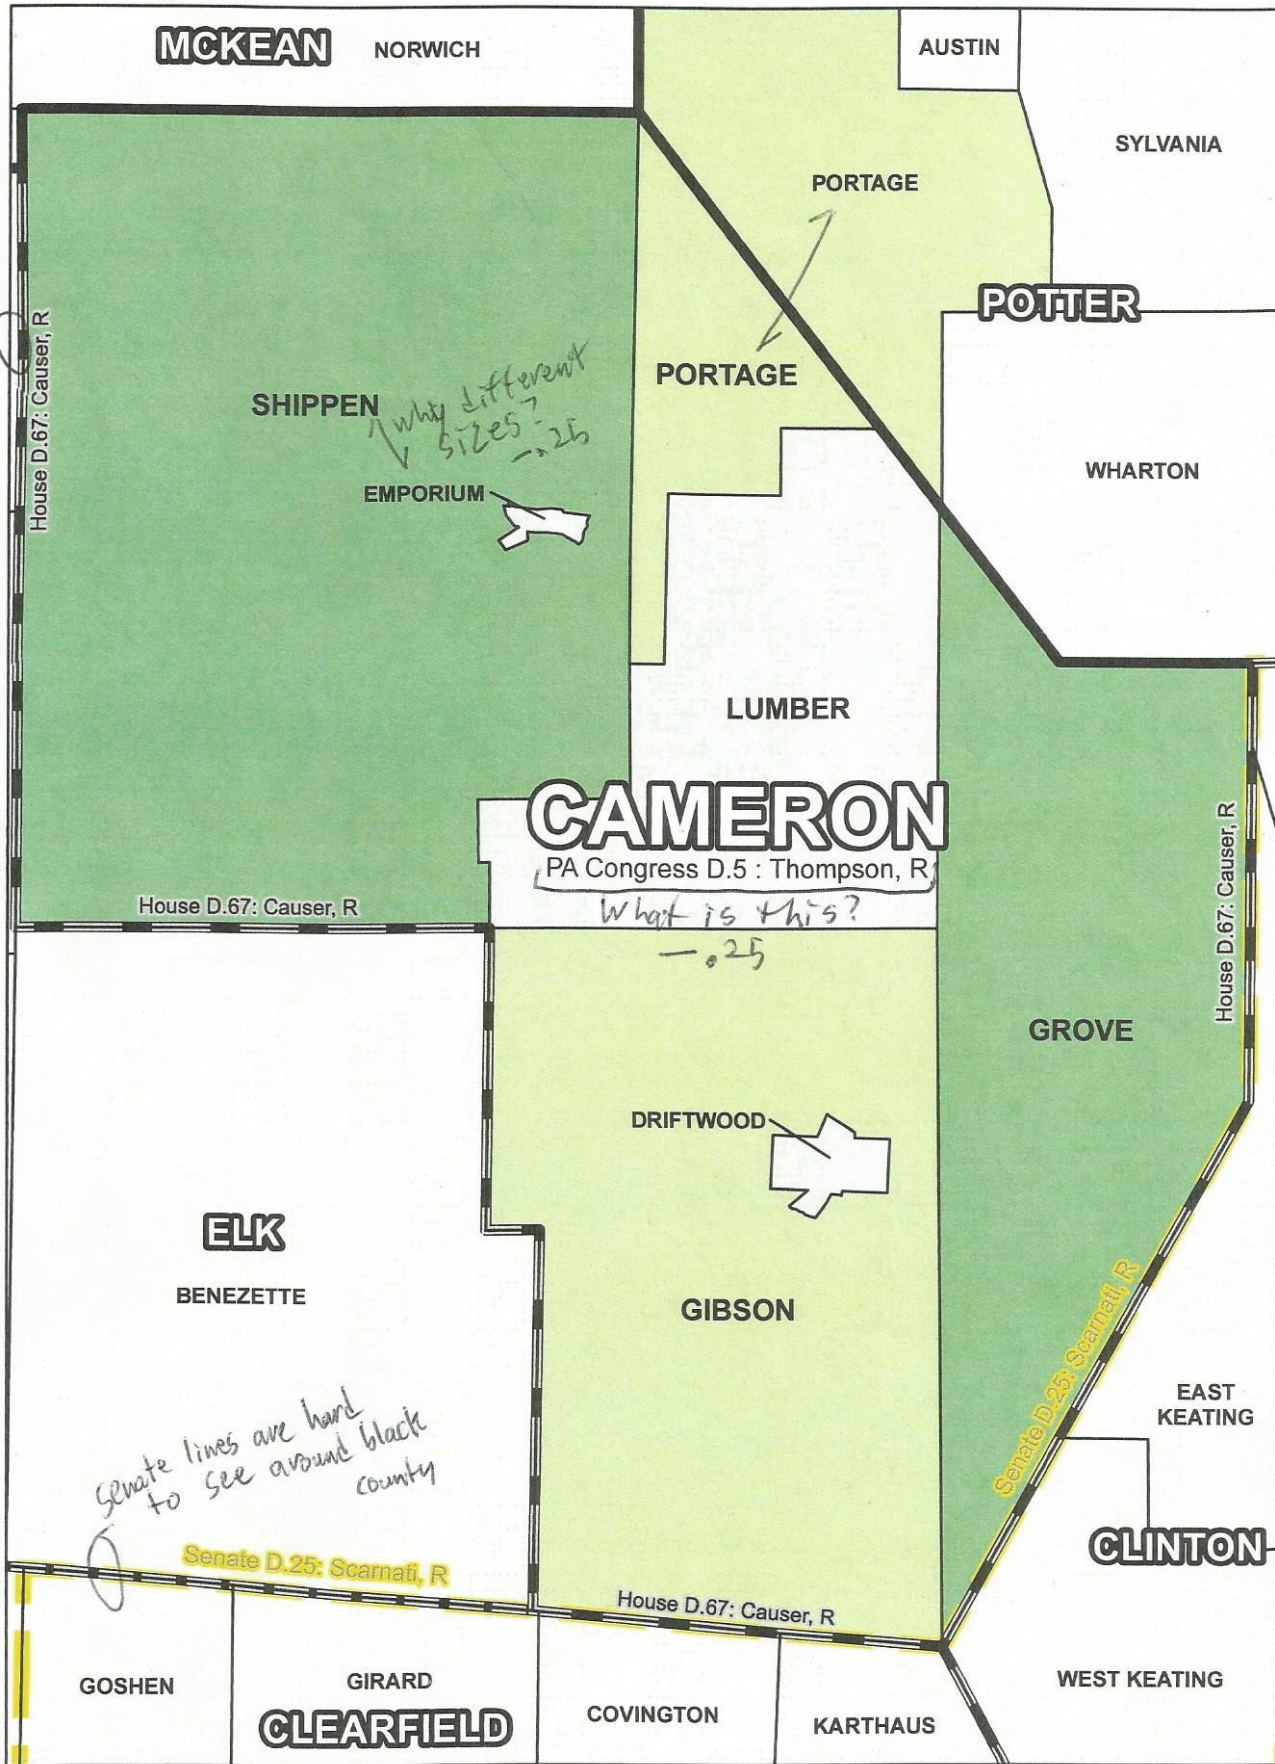 MCKEAN
NORWICH
AUSTIN
SYLVANIA
PORTAGE
POTTER
House D.67: Causer, R
SHIPPEN
why different
sizes?
-.25
PORTAGE
EMPORIUM
WHARTON
LUMBER
CAMERON
PA Congress D.5 : Thompson, R
What is this?
-.25
House D.67: Causer, R
House D.67: Causer, R
GROVE
DRIFTWOOD
ELK
BENEZETTE
GIBSON
Senate D.25: Scarnati, R
EAST
KEATING
Senate lines are hard
to see around black
county
CLINTON
Senate D.25: Scarnati, R
House D.67: Causer, R
GOSHEN
GIRARD
CLEARFIELD
COVINGTON
KARTHAUS
WEST KEATING